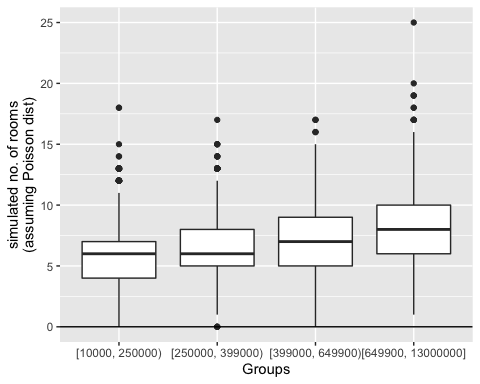 simulated no. of rooms
(assuming Poisson dist)
25
20
15
10
5
0
[10000, 250000) [250000, 399000) [399000, 649900) [649900, 13000000]
Groups